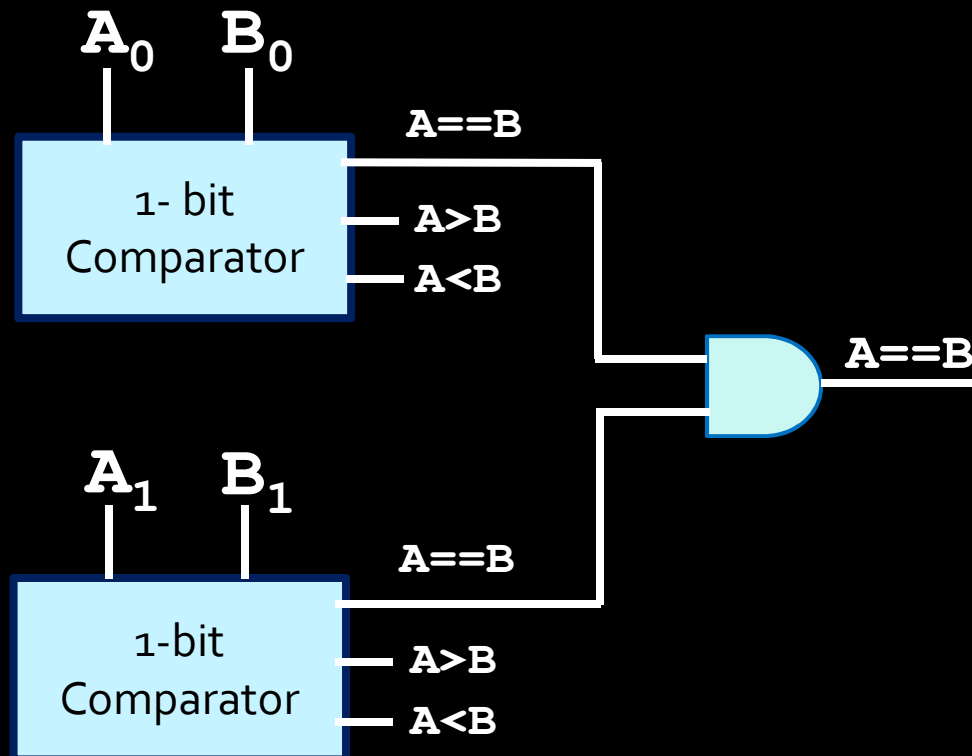 A₀ B₀
A==B
1- bit
Comparator
A>B
A<B
A==B
A₁ B₁
A==B
1-bit
Comparator
A>B
A<B